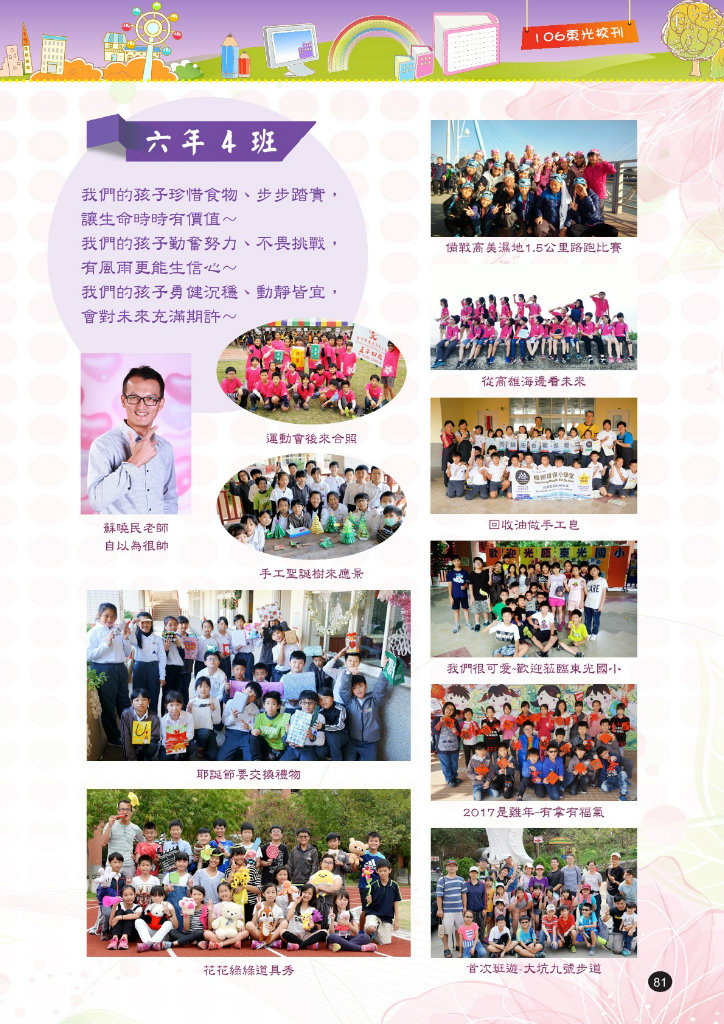 106東光校刊
六年4班
我們的孩子珍惜食物、步步踏實，
讓生命時時有價值～
我們的孩子勤奮努力、不畏挑戰，
有風雨更能生信心～
我們的孩子勇健沉穩、動靜皆宜，
會對未來充滿期許～
蘇曉民老師
自以為很帥
運動會後來合照
手工聖誕樹來應景
耶誕節要交換禮物
花花綠綠道具秀
備戰高美濕地1.5公里路跑比賽
從高雄海邊看未來
回收油做手工皂
歡迎光臨東光國小
CARE
我們很可愛~歡迎蒞臨東光國小
2017是雞年~有拿有福氣
首次班遊-大坑九號步道
81